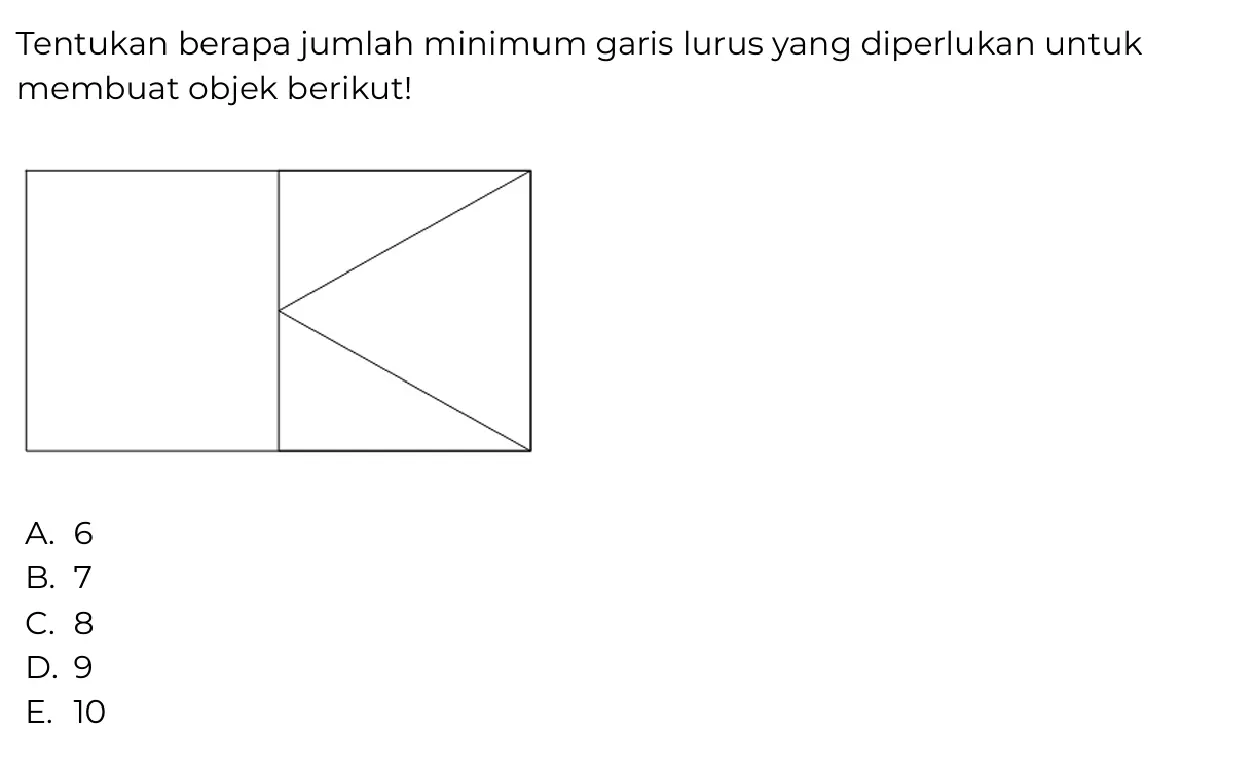 Tentukan berapa jumlah minimum garis lurus yang diperlukan untuk
membuat objek berikut!
A. 6
B. 7
C. 8
D. 9
E. 10